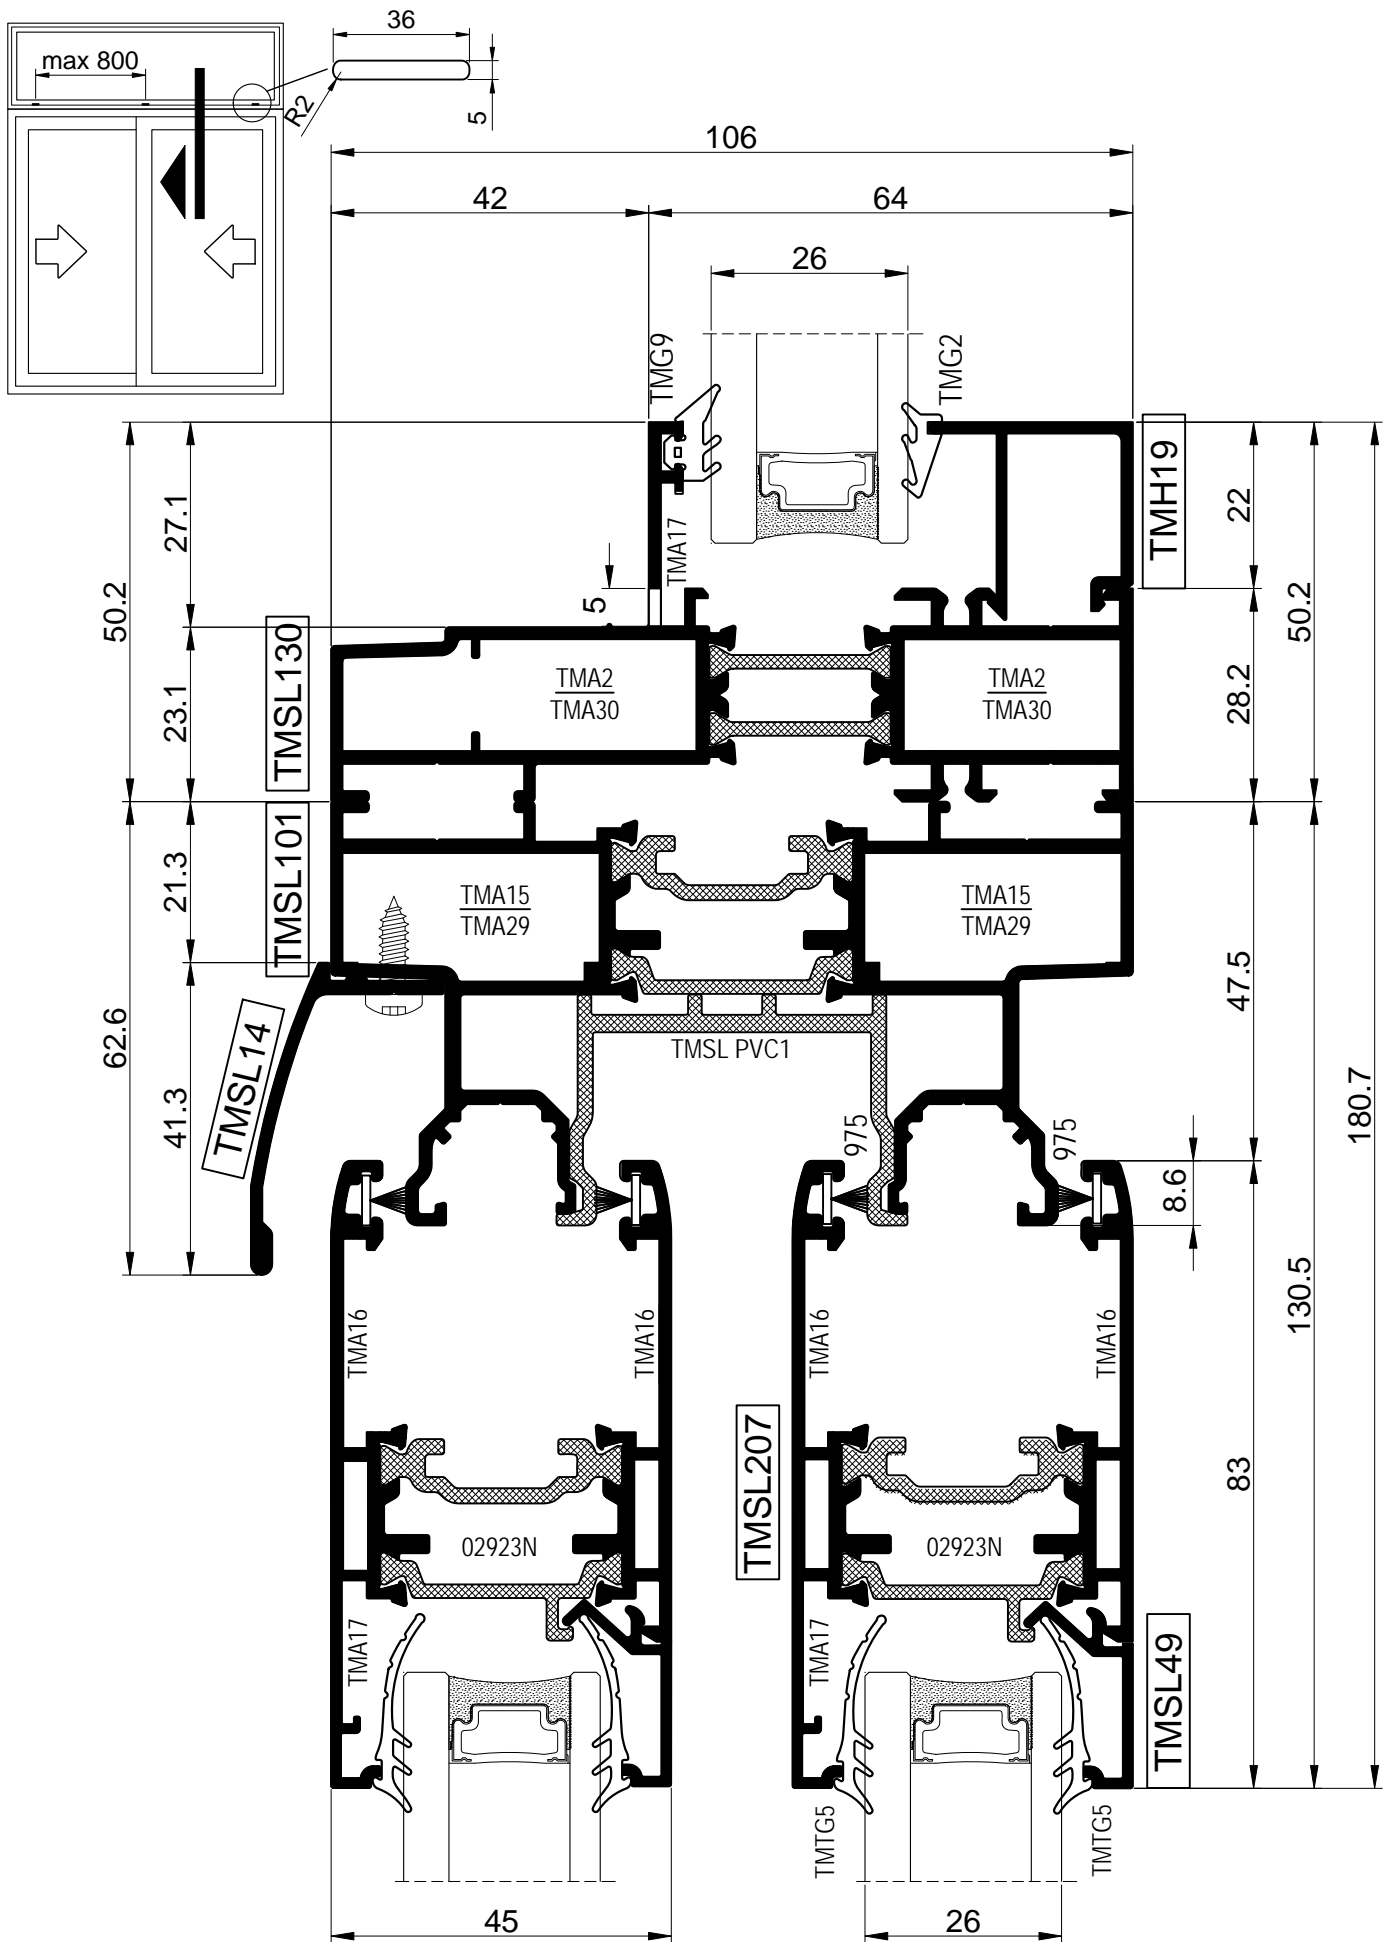 36
max 800
R2
5
106
42
64
26
TMG9
TMG2
TMH19
27.1
22
TMA17
50.2
5
50.2
TMSL130
23.1
TMA2
TMA30
TMA2
TMA30
28.2
TMSL101
21.3
TMA15
TMA29
TMA15
TMA29
47.5
62.6
TMSL14
TMSL PVC1
41.3
975
975
180.7
8.6
130.5
TMA16
TMA16
TMA16
TMA16
TMSL207
83
02923N
02923N
TMA17
TMA17
TMSL49
TMTG5
TMTG5
45
26